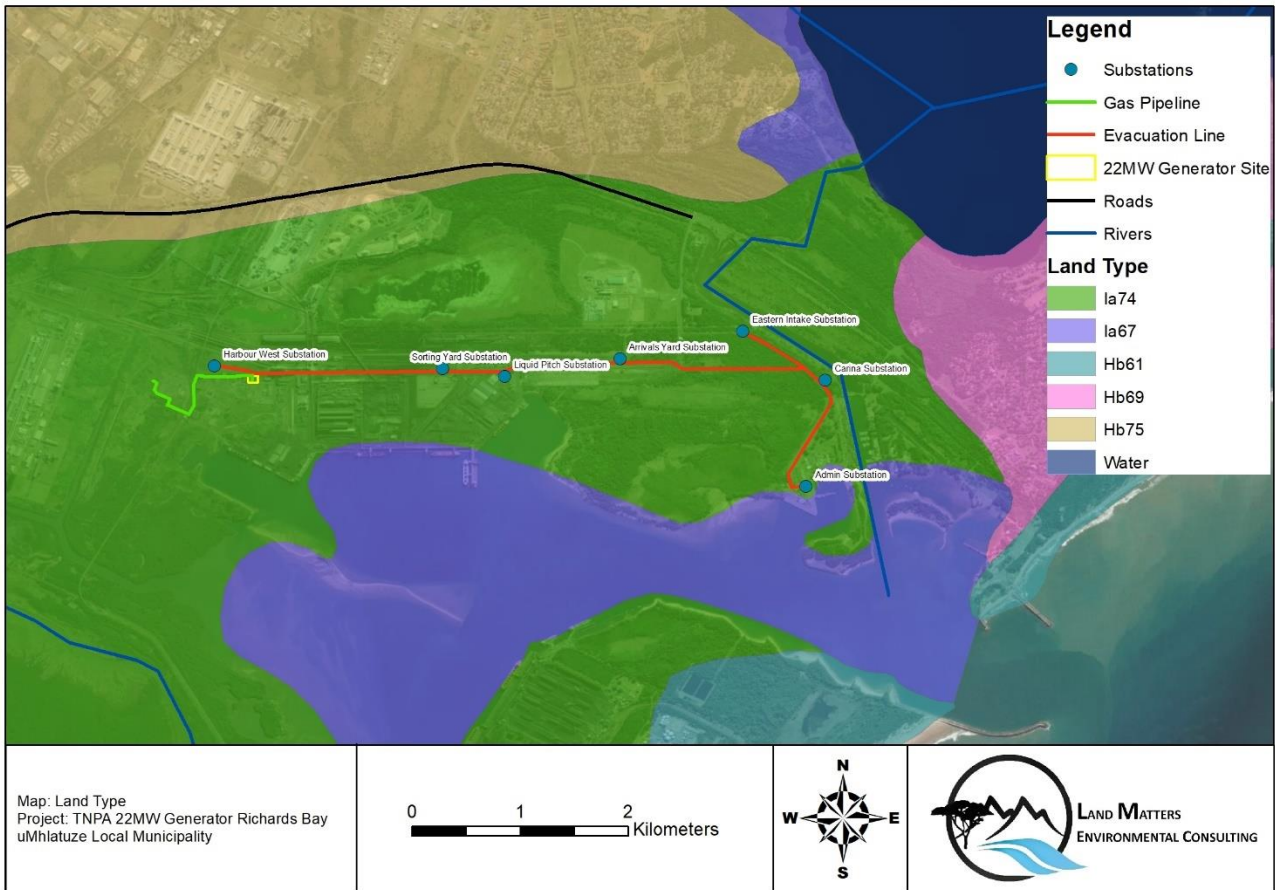 Legend
Substations
Gas Pipeline
Evacuation Line
22MW Generator Site
Roads
Rivers
Land Type
Ia74
Ia67
Hb61
Hb69
Hb75
Water
Eastern Intake Substation
Harbour West Substation
Sorting Yard Substation
Arrivals Yard Substation
Liquid Pitch Substation
Carina Substation
Admin Substation
Map: Land Type
Project: TNPA 22MW Generator Richards Bay
uMhlatuze Local Municipality
0 1 2
Kilometers
N
W E
S
LAND MATTERS
ENVIRONMENTAL CONSULTING